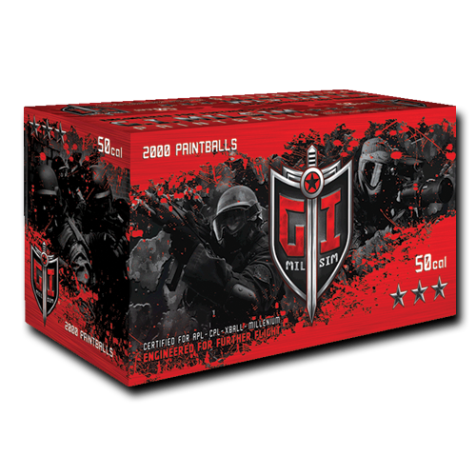 50cal
2000 PAINTBALLS
GI
MIL SIM
50cal
CERTIFIED FOR APL-CPL-XBALL-MILLENIUM
ENGINEERED FOR FURTHER FLIGHT
GI
2000 PAINTBALLS